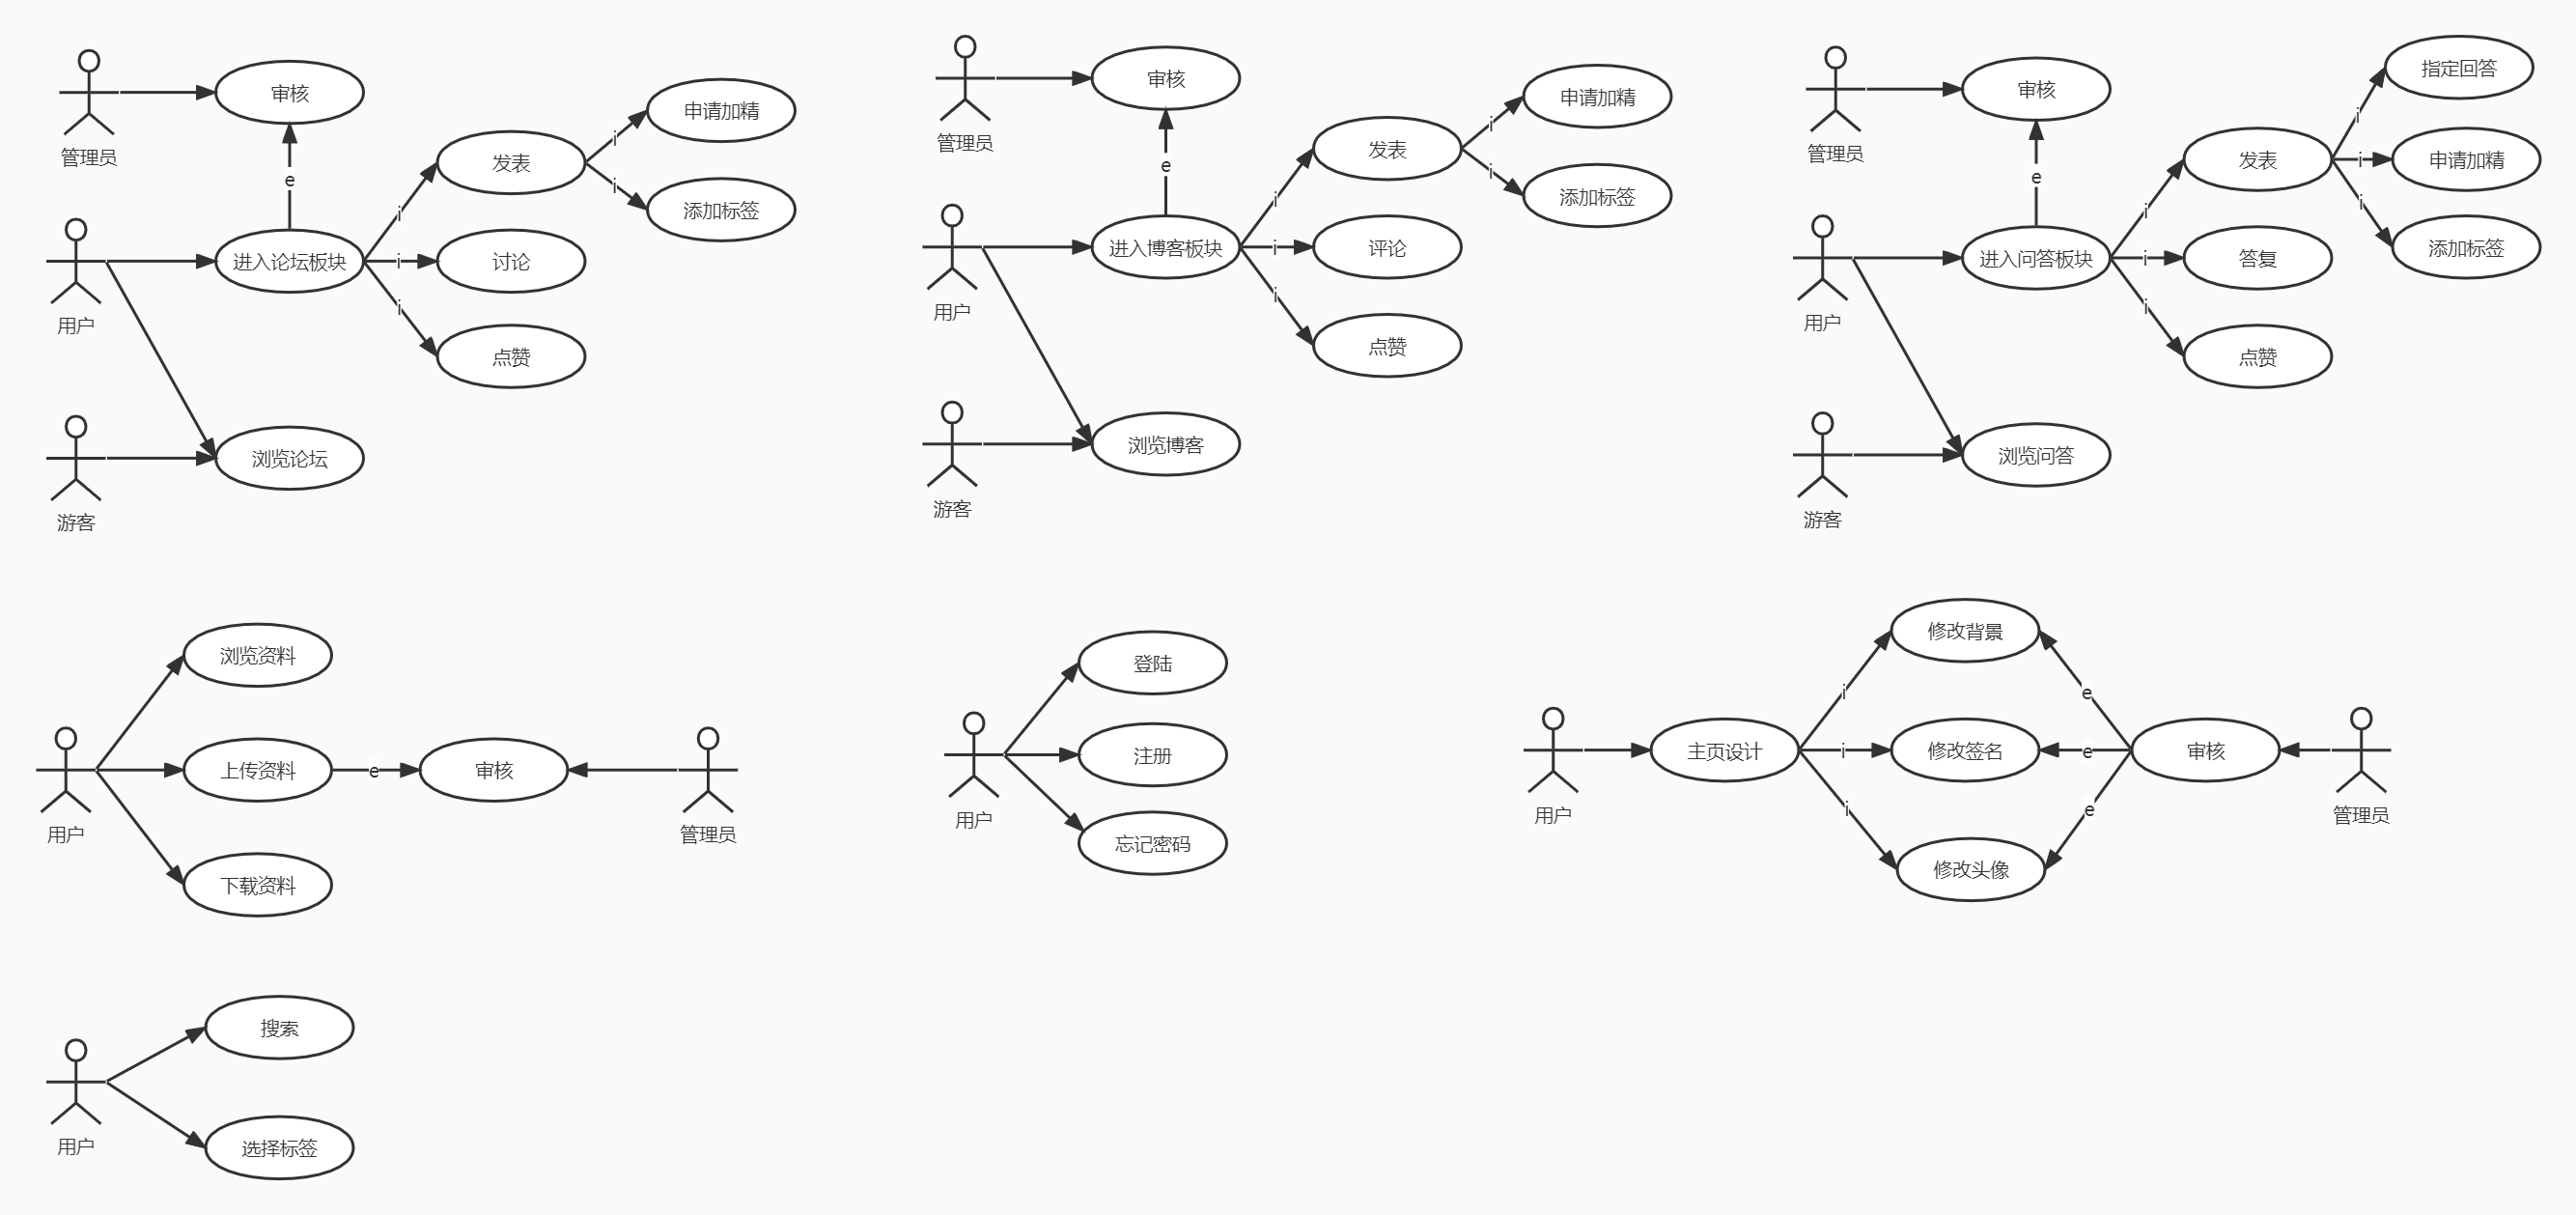 管理员
审核
e
用户
进入论坛板块
i
发表
i
申请加精
i
添加标签
i
讨论
i
点赞
游客
浏览论坛
管理员
审核
e
用户
进入博客板块
i
发表
i
申请加精
i
添加标签
i
评论
i
点赞
游客
浏览博客
管理员
审核
e
用户
进入问答板块
i
发表
i
指定回答
i
申请加精
i
添加标签
i
答复
i
点赞
游客
浏览问答
用户
浏览资料
上传资料
e
审核
管理员
下载资料
用户
登陆
注册
忘记密码
用户
主页设计
i
修改背景
e
i
修改签名
e
审核
管理员
i
修改头像
e
用户
搜索
选择标签